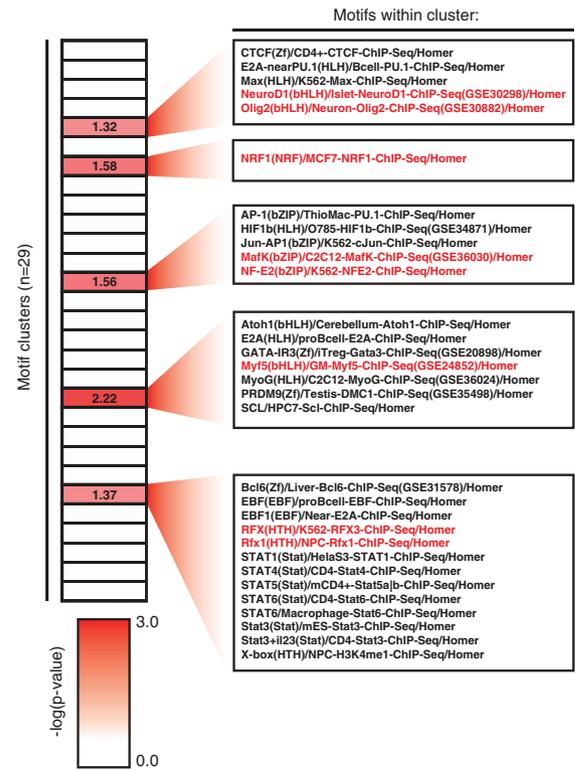 Motifs within cluster:
CTCF(Zf)/CD4+-CTCF-ChIP-Seq/Homer
E2A-nearPU.1(HLH)/Bcell-PU.1-ChIP-Seq/Homer
Max(HLH)/K562-Max-ChIP-Seq/Homer
NeuroD1(bHLH)/Islet-NeuroD1-ChIP-Seq(GSE30298)/Homer
Olig2(bHLH)/Neuron-Olig2-ChIP-Seq(GSE30882)/Homer
1.32
NRF1(NRF)/MCF7-NRF1-ChIP-Seq/Homer
1.58
AP-1(bZIP)/ThioMac-PU.1-ChIP-Seq/Homer
HIF1b(HLH)/O785-HIF1b-ChIP-Seq(GSE34871)/Homer
Jun-AP1(bZIP)/K562-cJun-ChIP-Seq/Homer
MafK(bZIP)/C2C12-MafK-ChIP-Seq(GSE36030)/Homer
NF-E2(bZIP)/K562-NFE2-ChIP-Seq/Homer
1.56
Motif clusters (n=29)
Atoh1(bHLH)/Cerebellum-Atoh1-ChIP-Seq/Homer
E2A(HLH)/proBcell-E2A-ChIP-Seq/Homer
GATA-IR3(Zf)/iTreg-Gata3-ChIP-Seq(GSE20898)/Homer
Myf5(bHLH)/GM-Myf5-ChIP-Seq(GSE24852)/Homer
MyoG(HLH)/C2C12-MyoG-ChIP-Seq(GSE36024)/Homer
PRDM9(Zf)/Testis-DMC1-ChIP-Seq(GSE35498)/Homer
SCL/HPC7-Scl-ChIP-Seq/Homer
2.22
Bcl6(Zf)/Liver-Bcl6-ChIP-Seq(GSE31578)/Homer
EBF(EBF)/proBcell-EBF-ChIP-Seq/Homer
EBF1(EBF)/Near-E2A-ChIP-Seq/Homer
RFX(HTH)/K562-RFX3-ChIP-Seq/Homer
Rfx1(HTH)/NPC-Rfx1-ChIP-Seq/Homer
STAT1(Stat)/HelaS3-STAT1-ChIP-Seq/Homer
STAT4(Stat)/CD4-Stat4-ChIP-Seq/Homer
STAT5(Stat)/mCD4+-Stat5a|b-ChIP-Seq/Homer
STAT6(Stat)/CD4-Stat6-ChIP-Seq/Homer
STAT6/Macrophage-Stat6-ChIP-Seq/Homer
Stat3(Stat)/mES-Stat3-ChIP-Seq/Homer
Stat3+il23(Stat)/CD4-Stat3-ChIP-Seq/Homer
X-box(HTH)/NPC-H3K4me1-ChIP-Seq/Homer
1.37
3.0
-log(p-value)
0.0